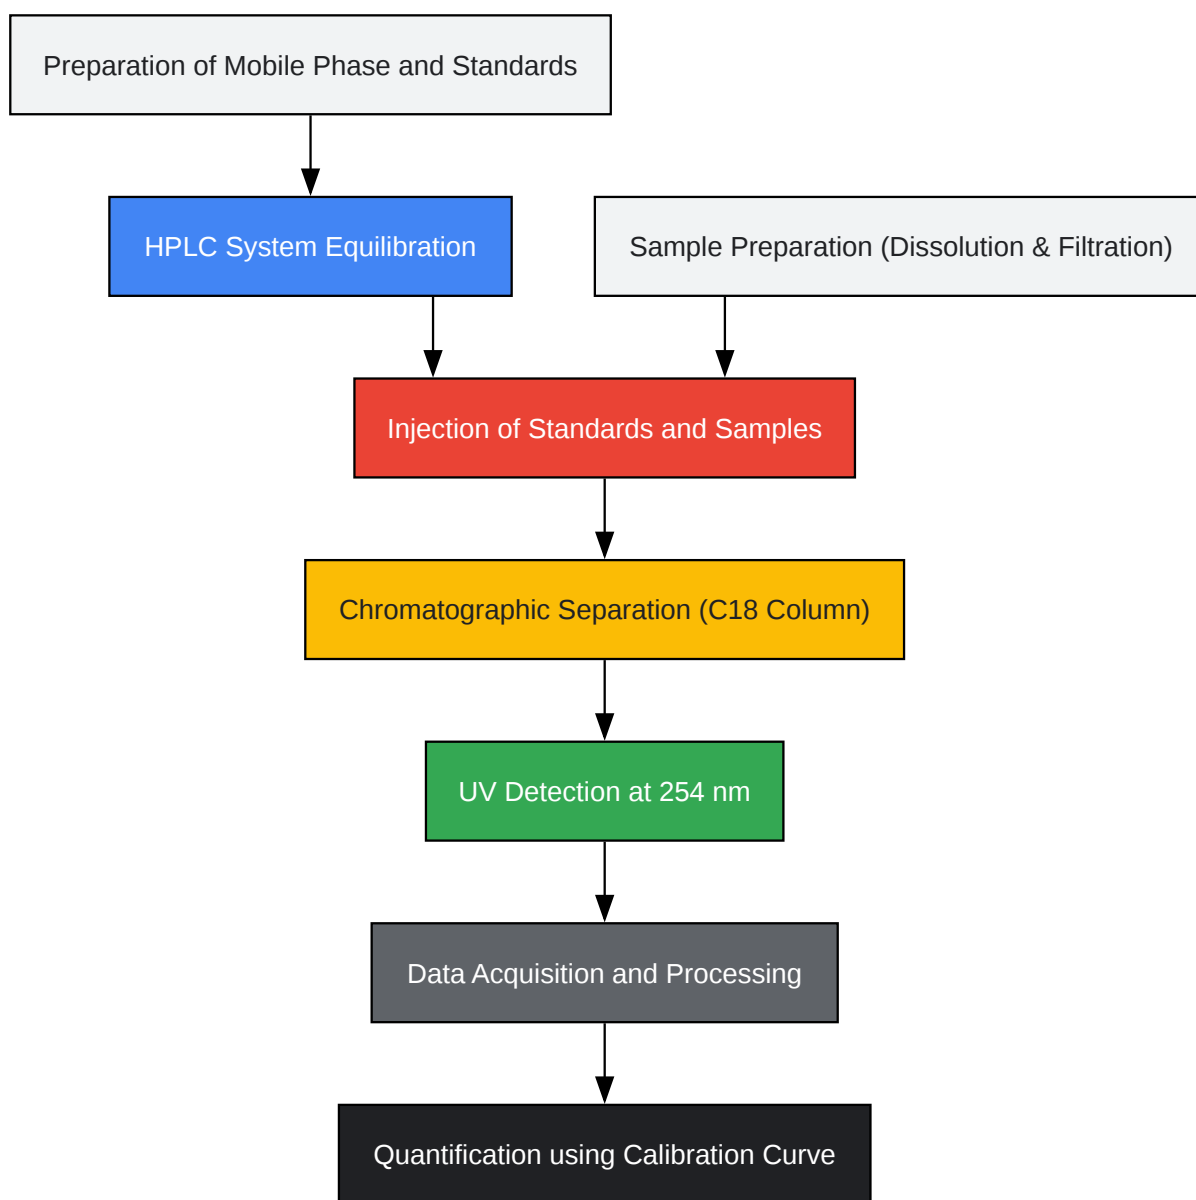 Preparation of Mobile Phase and Standards
HPLC System Equilibration
Sample Preparation (Dissolution & Filtration)
Injection of Standards and Samples
Chromatographic Separation (C18 Column)
UV Detection at 254 nm
Data Acquisition and Processing
Quantification using Calibration Curve